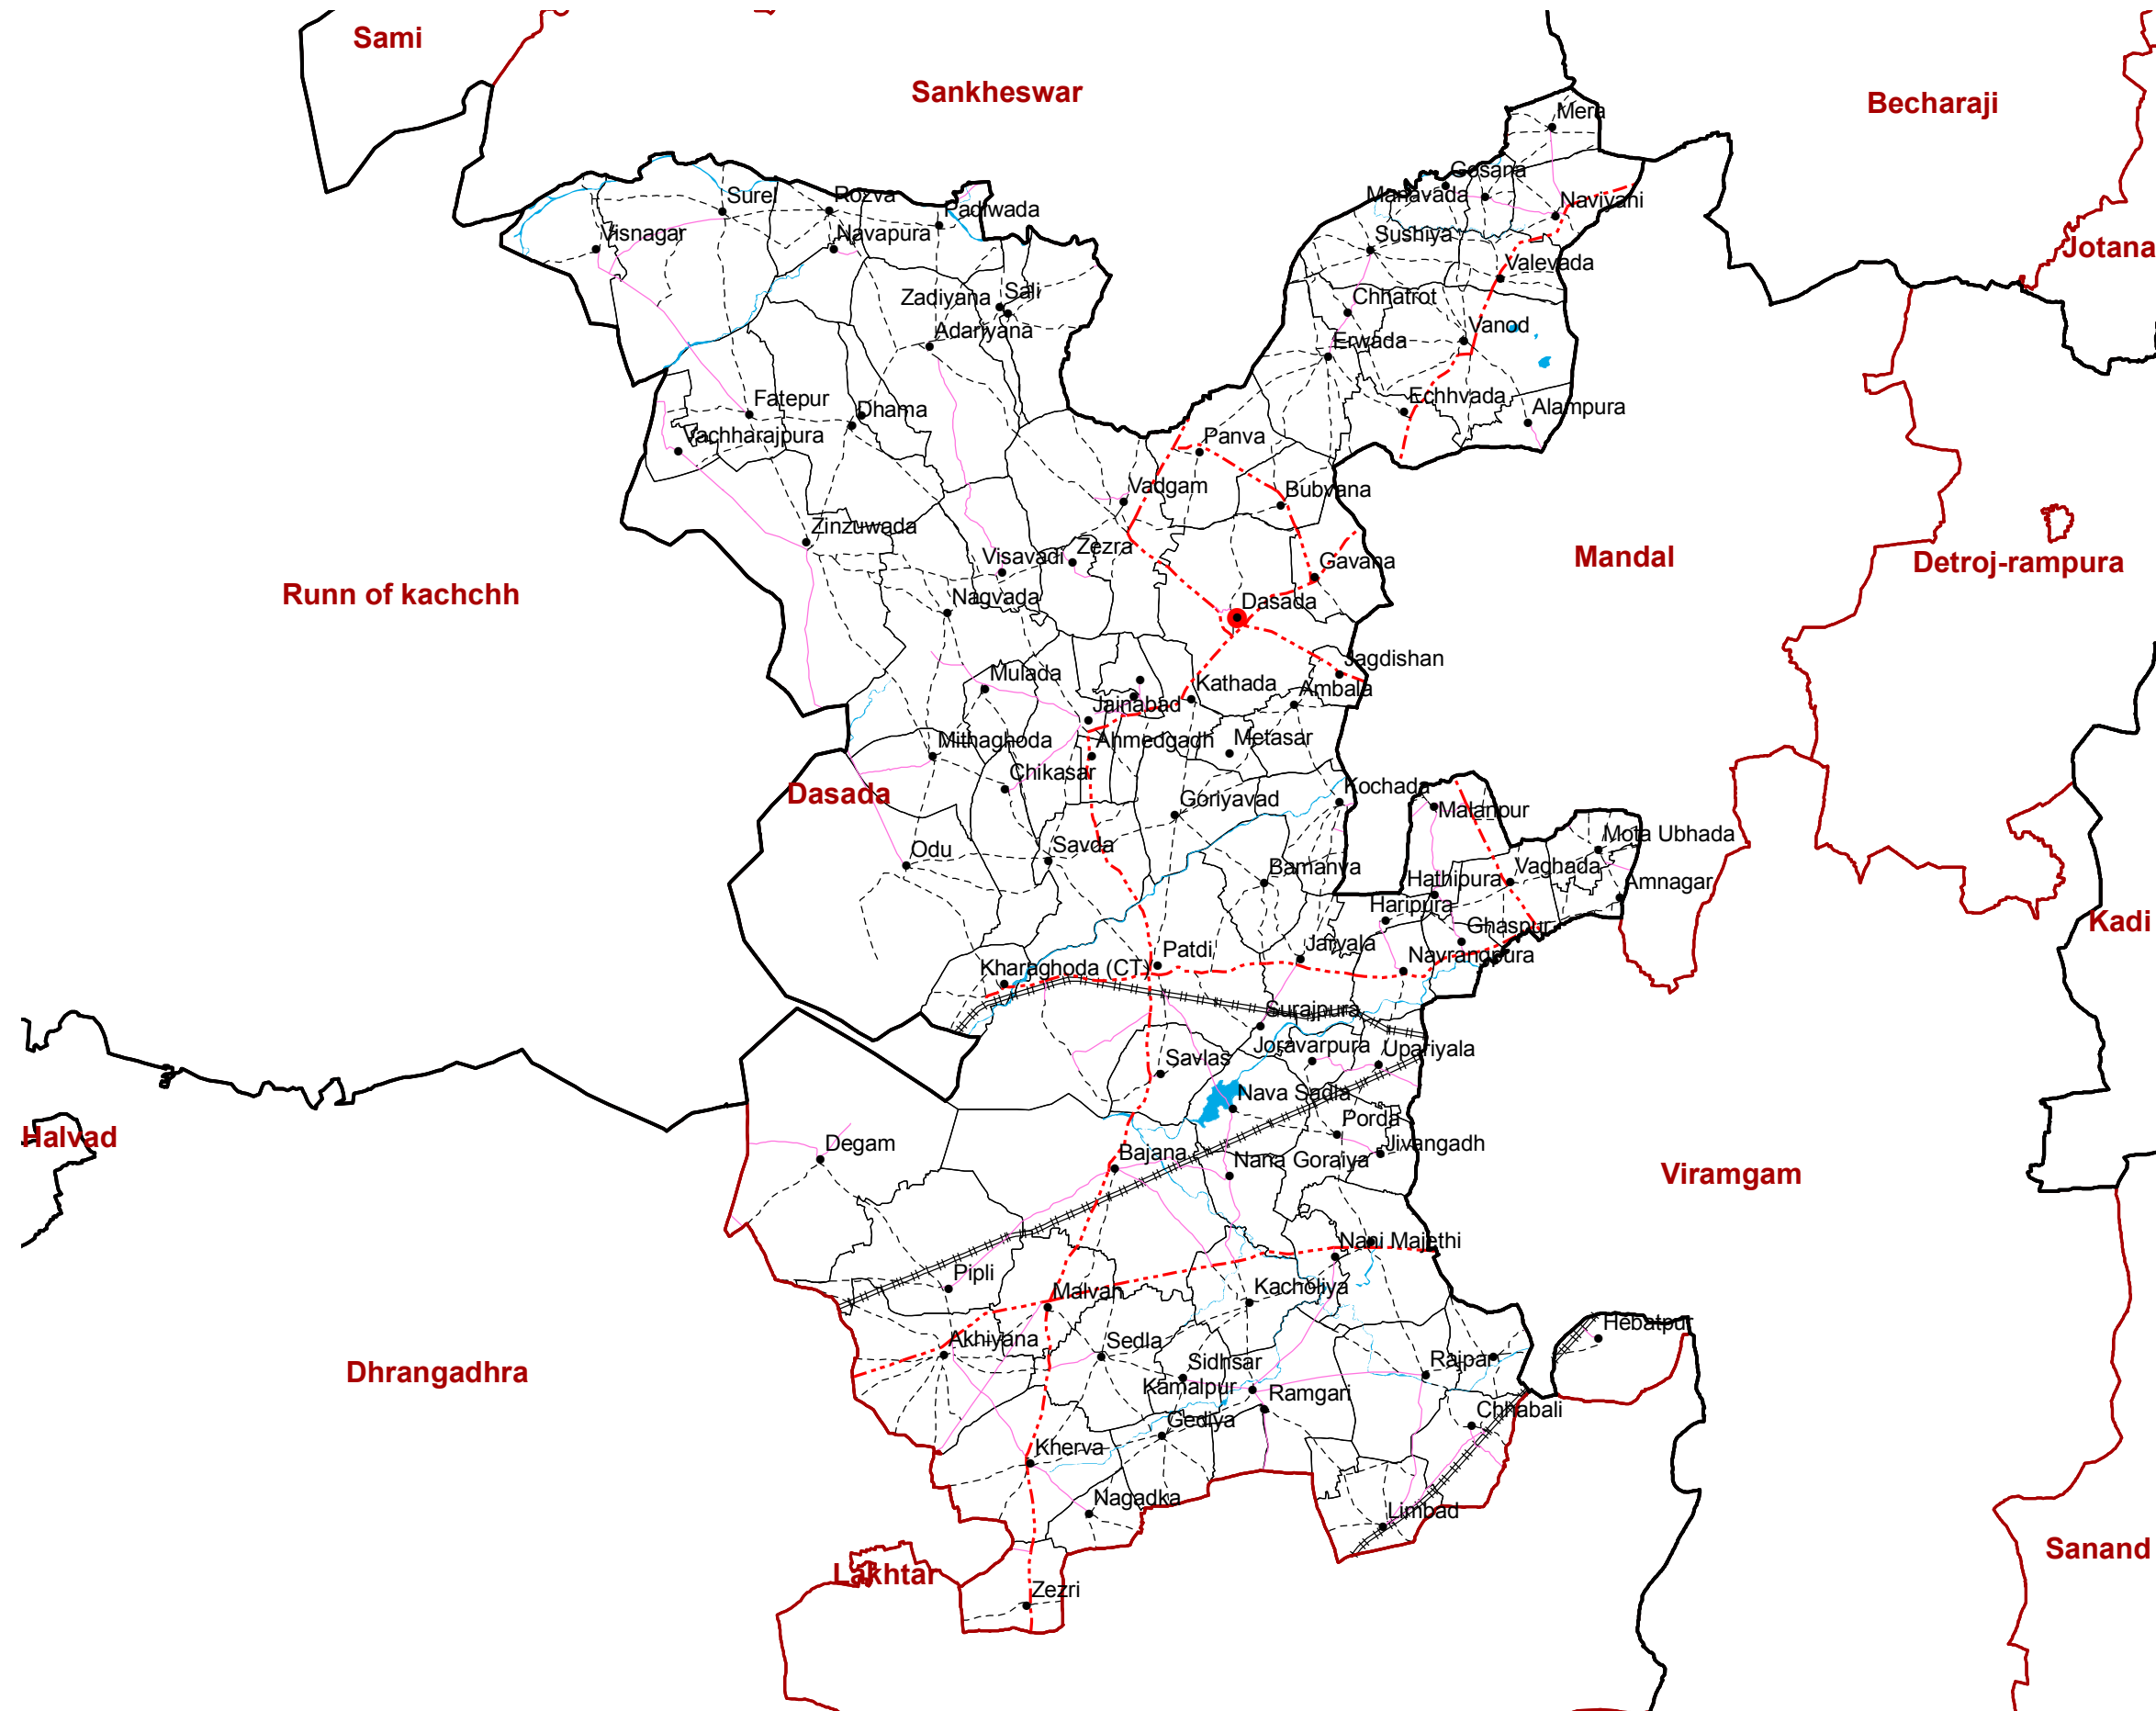 Sami
Sankheswar
Becharaji
Mera
Gosana
Manavada
Navivani
Surel
Rozva
Padiwada
Visnagar
Navapura
Sushiya
Jotana
Valevada
Zadiyana
Sali
Chhatrot
Adariyana
Vanod
Erwada
Fatepur
Dhama
Echhvada
Alampura
Vachharajpura
Panva
Vadgam
Bubvana
Zinzuwada
Visavadi
Zezra
Gavana
Mandal
Detroj-rampura
Runn of kachchh
Nagvada
Dasada
Jagdishan
Mulada
Kathada
Ambala
Jainabad
Mithaghoda
Ahmedgadh
Metasar
Chikasar
Dasada
Goriyavad
Kochada
Malanpur
Odu
Savda
Mota Ubhada
Bamanva
Vaghada
Hathipura
Amnagar
Haripura
Ghaspur
Kadi
Patdi
Jarvala
Navrangpura
Kharaghoda (CT)
Surajpura
Joravarpura
Upariyala
Savlas
Nava Sadla
Porda
Halvad
Degam
Jivangadh
Bajana
Nana Goraiya
Viramgam
Nani Majethi
Pipli
Malvan
Kacholiya
Hebatpur
Akhiyana
Sedla
Sidhsar
Rajpar
Dhrangadhra
Kamalpur
Ramgari
Gediya
Chhabali
Kherva
Nagadka
Limbad
Sanand
Lakhtar
Zezri